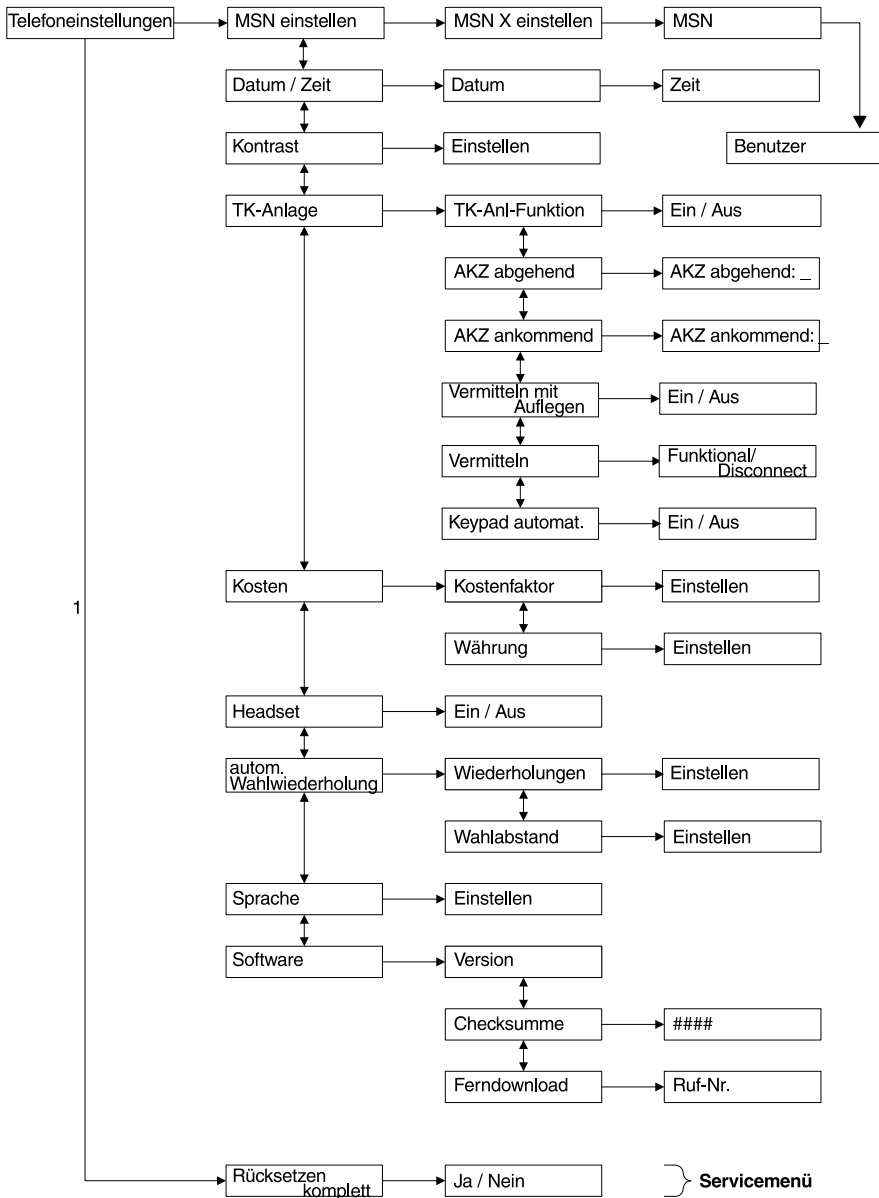 Telefoneinstellungen
MSN einstellen
MSN X einstellen
MSN
Datum / Zeit
Datum
Zeit
Kontrast
Einstellen
Benutzer
TK-Anlage
TK-Anl-Funktion
Ein / Aus
AKZ abgehend
AKZ abgehend: _
AKZ ankommend
AKZ ankommend: _
Vermitteln mit
Auflegen
Ein / Aus
Vermitteln
Funktional/
Disconnect
Keypad automat.
Ein / Aus
Kosten
Kostenfaktor
Einstellen
1
Währung
Einstellen
Headset
Ein / Aus
autom.
Wahlwiederholung
Wiederholungen
Einstellen
Wahlabstand
Einstellen
Sprache
Einstellen
Software
Version
Checksumme
####
Ferndownload
Ruf-Nr.
Rücksetzen
komplett
Ja / Nein
Servicemenü